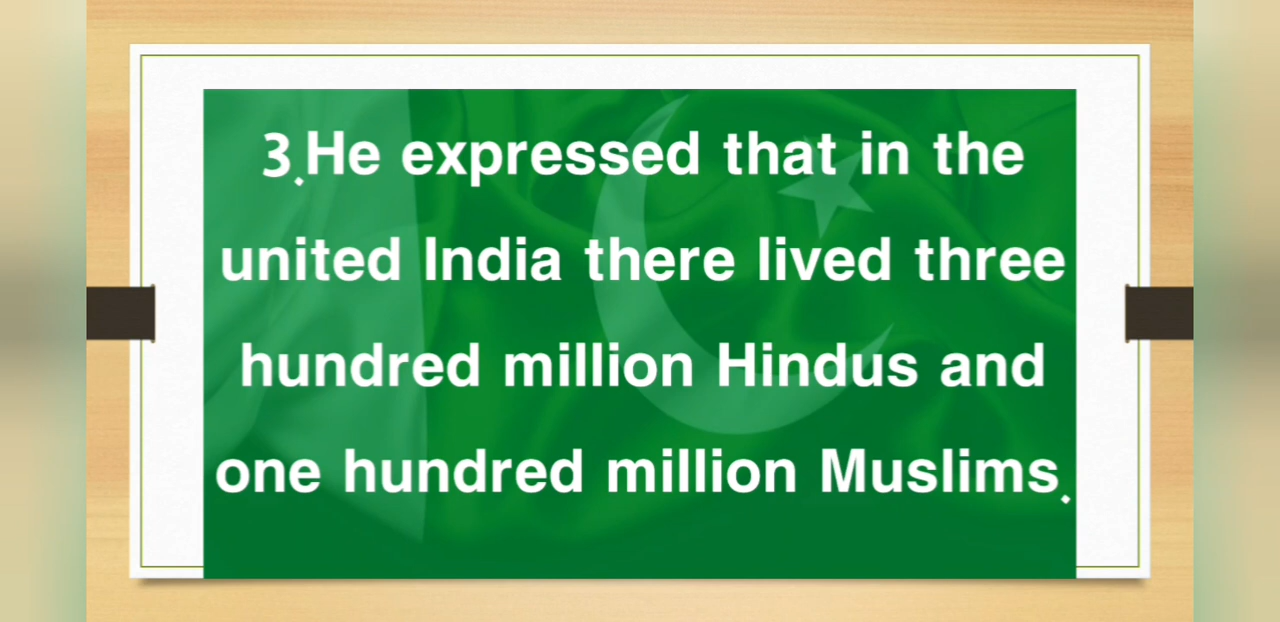 3.He expressed that in the
united India there lived three
hundred million Hindus and
one hundred million Muslims.